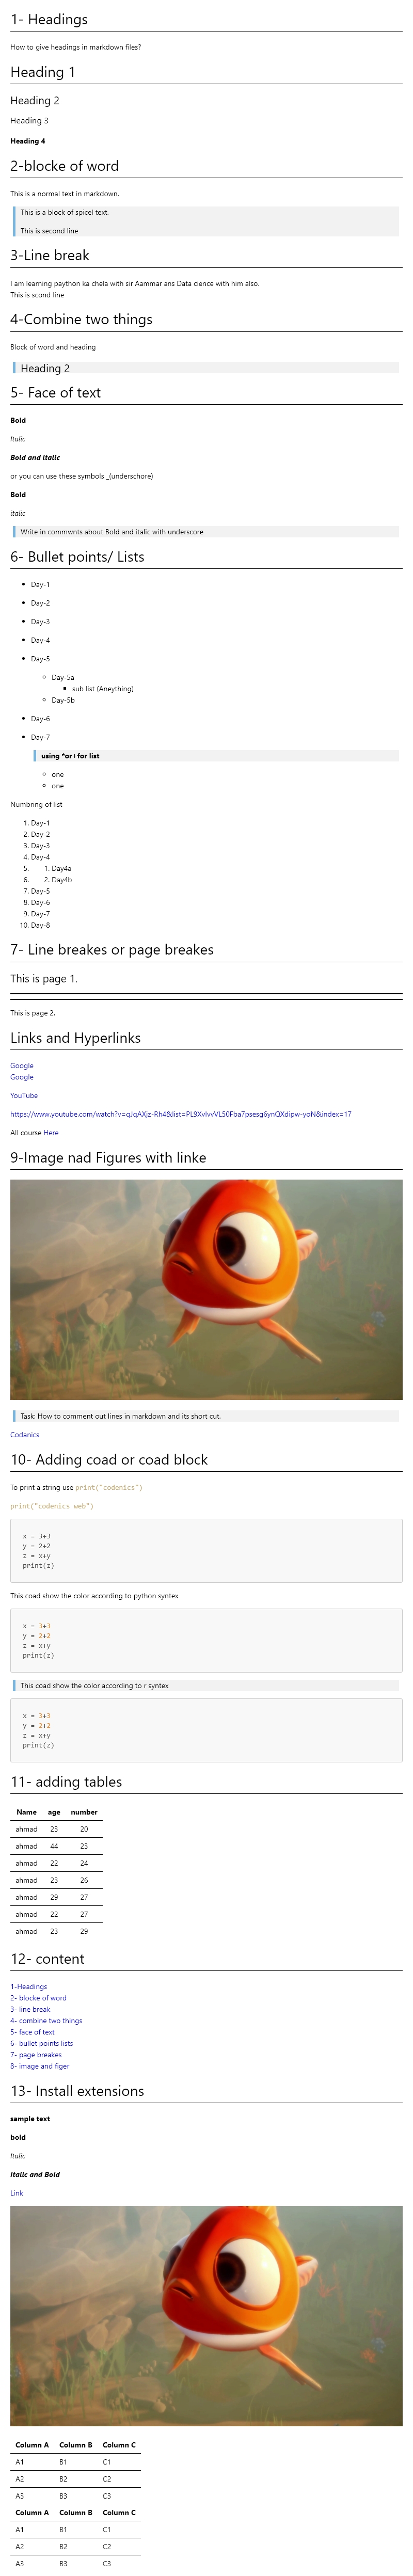 1- Headings
How to give headings in markdown files?
Heading 1
Heading 2
Heading 3
Heading 4
2-blocke of word
This is a normal text in markdown.
This is a block of spicel text.
This is second line
3-Line break
I am learning paython ka chela with sir Aammar ans Data cience with him also.
This is scond line
4-Combine two things
Block of word and heading
Heading 2
5- Face of text
Bold
Italic
Bold and Italic
or you can use these symbols _(underschore)
Bold
italic
Write in commwnts about Bold and italic with underscore
6- Bullet points/ Lists
• Day-1
• Day-2
• Day-3
• Day-4
• Day-5
◦ Day-5a
▪ sub list (Aneything)
◦ Day-5b
• Day-6
• Day-7
using *or+for list
◦ one
◦ one
Numbring of list
1. Day-1
2. Day-2
3. Day-3
4. Day-4
5. 1. Day4a
6. 2. Day4b
7. Day-5
8. Day-6
9. Day-7
10. Day-8
7- Line breakes or page breakes
This is page 1.
This is page 2.
Links and Hyperlinks
Google
Google
YouTube
https://www.youtube.com/watch?v=qJqAXjz-Rh4&list=PL9XvIvvVL50Fba7psesg6ynQXdipw-yoN&index=17
All course Here
9-Image nad Figures with linke
Task: How to comment out lines in markdown and its short cut.
Codanics
10- Adding coad or coad block
To print a string use print("codenics")
print("codenics web")
x = 3+3
y = 2+2
z = x+y
print(z)
This coad show the color according to python syntex
x = 3+3
y = 2+2
z = x+y
print(z)
This coad show the color according to r syntex
x = 3+3
y = 2+2
z = x+y
print(z)
11- adding tables
Name age number
ahmad 23 20
ahmad 44 23
ahmad 22 24
ahmad 23 26
ahmad 29 27
ahmad 22 27
ahmad 23 29
12- content
1-Headings
2- blocke of word
3- line break
4- combine two things
5- face of text
6- bullet points lists
7- page breakes
8- image and figer
13- Install extensions
sample text
bold
Italic
Italic and Bold
Link
Column A Column B Column C
A1 B1 C1
A2 B2 C2
A3 B3 C3
Column A Column B Column C
A1 B1 C1
A2 B2 C2
A3 B3 C3